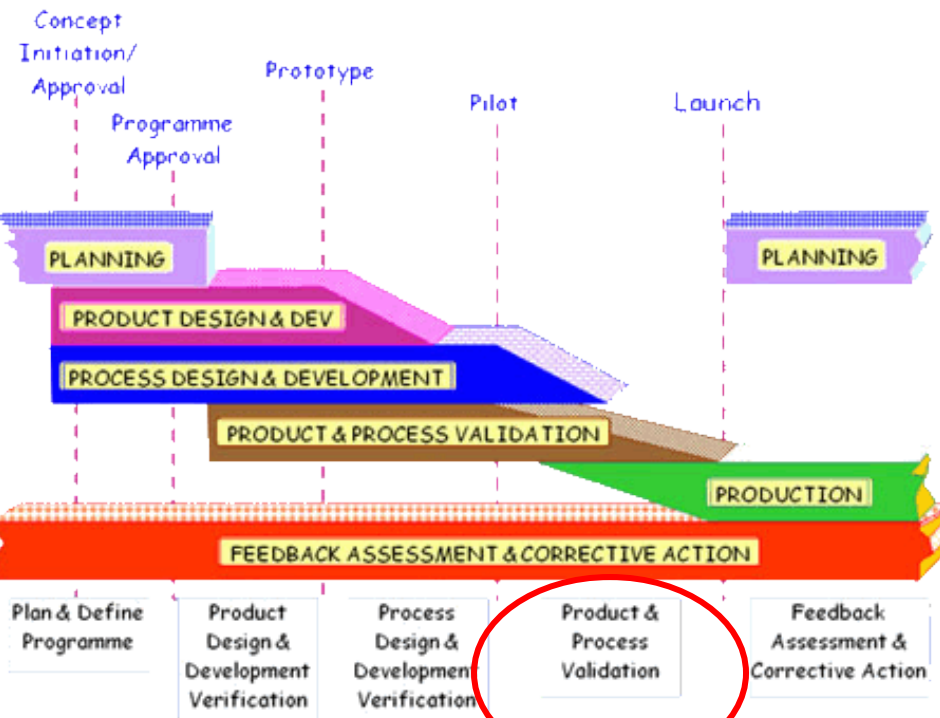 Concept
Initiation/
Approval
Programme
Approval
Prototype
Pilot
Launch
PLANNING
PLANNING
PRODUCT DESIGN & DEV
PROCESS DESIGN & DEVELOPMENT
PRODUCT & PROCESS VALIDATION
PRODUCTION
FEEDBACK ASSESSMENT & CORRECTIVE ACTION
Plan & Define
Programme
Product
Design &
Development
Verification
Process
Design &
Development
Verification
Product &
Process
Validation
Feedback
Assessment &
Corrective Action